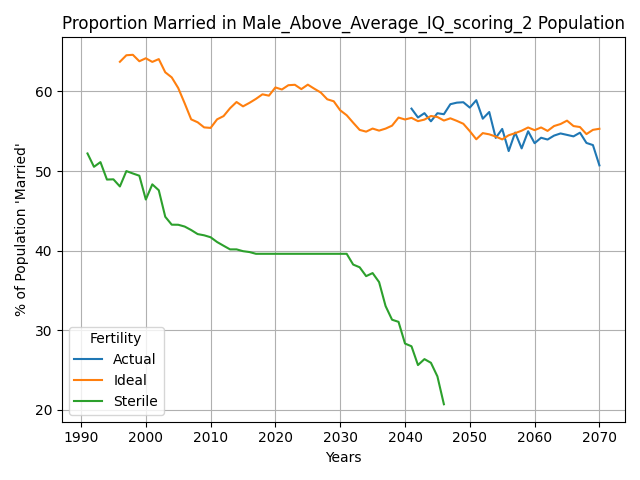 Proportion Married in Male_Above_Average_IQ_scoring_2 Population
% of Population 'Married'
60
50
40
30
20
Fertility
Actual
Ideal
Sterile
1990 2000 2010 2020 2030 2040 2050 2060 2070
Years